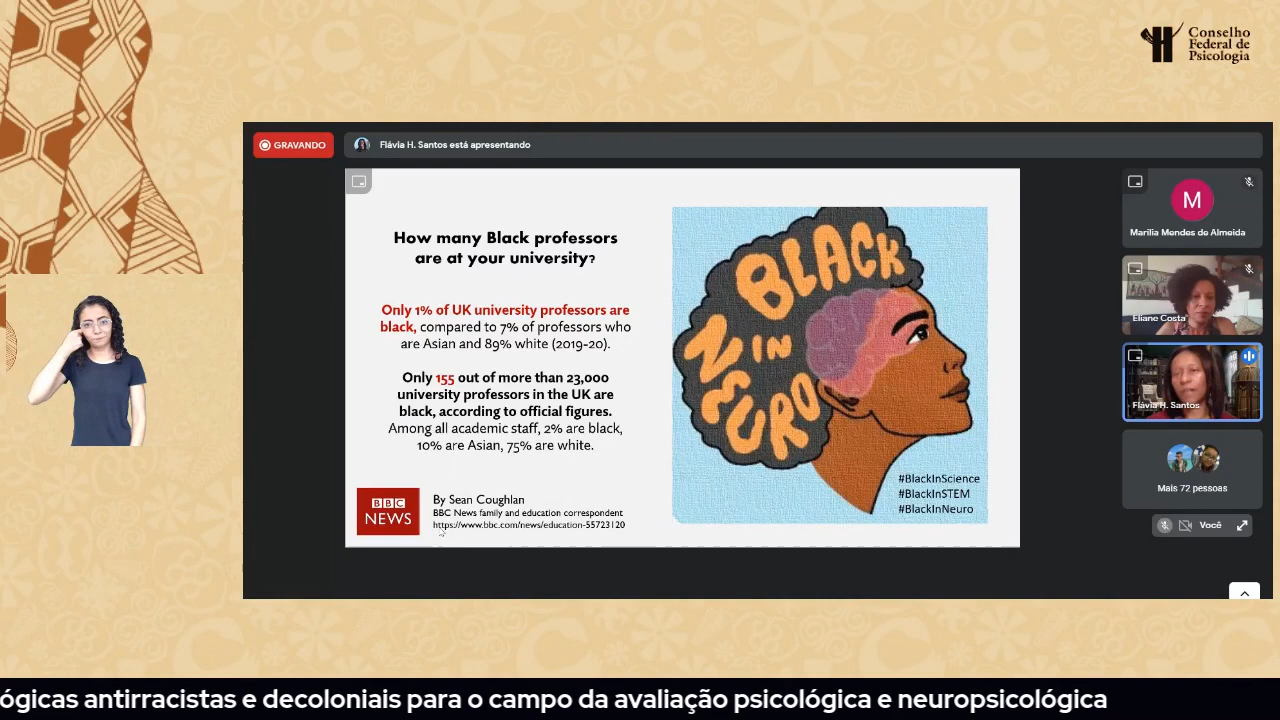 Conselho
Federal de
Psicologia
GRAVANDO
Flávia H. Santos está apresentando
How many Black professors
are at your university?
Only 1% of UK university professors are
black, compared to 7% of professors who
are Asian and 89% white (2019-20).
Only 155 out of more than 23,000
university professors in the UK are
black, according to official figures.
Among all academic staff, 2% are black,
10% are Asian, 75% are white.
BBC
NEWS
By Sean Coughlan
BBC News family and education correspondent
https://www.bbc.com/news/education-55723120
BLACK
IN
NEURO
#BlackInScience
#BlackInSTEM
#BlackInNeuro
M
Marilia Mendes de Almeida
Eliane Costa
Flávia H. Santos
Mais 72 pessoas
Você
ógicas antirracistas e decoloniais para o campo da avaliação psicológica e neuropsicológica